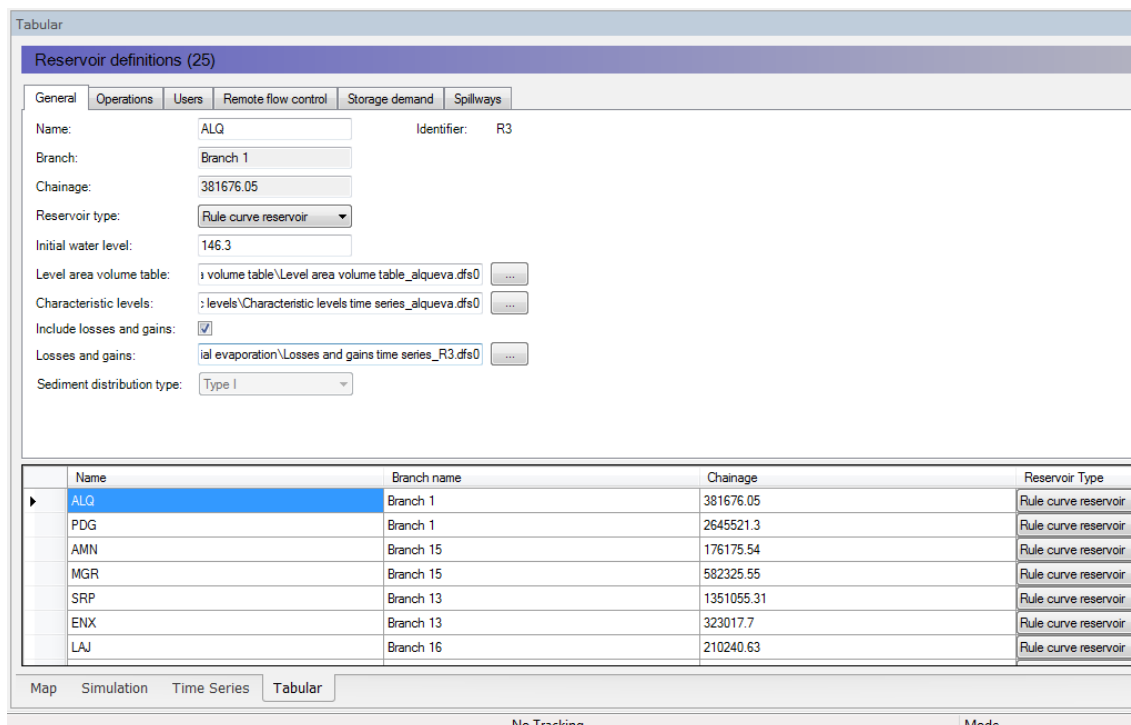 Tabular
Reservoir definitions (25)
General Operations Users Remote flow control Storage demand Spillways
Name: ALQ Identifier: R3
Branch: Branch 1
Chainage: 381676.05
Reservoir type: Rule curve reservoir
Initial water level: 146.3
Level area volume table: volume table\Level area volume table_alqueva.dfs0 ...
Characteristic levels: levels\Characteristic levels time series_alqueva.dfs0 ...
Include losses and gains:
Losses and gains: ial evaporation\Losses and gains time series_R3.dfs0 ...
Sediment distribution type: Type I
Name Branch name Chainage Reservoir Type
ALQ Branch 1 381676.05 Rule curve reservoir
PDG Branch 1 2645521.3 Rule curve reservoir
AMN Branch 15 176175.54 Rule curve reservoir
MGR Branch 15 582325.55 Rule curve reservoir
SRP Branch 13 1351055.31 Rule curve reservoir
ENX Branch 13 323017.7 Rule curve reservoir
LAJ Branch 16 210240.63 Rule curve reservoir
Map Simulation Time Series Tabular
No Tracking Mode